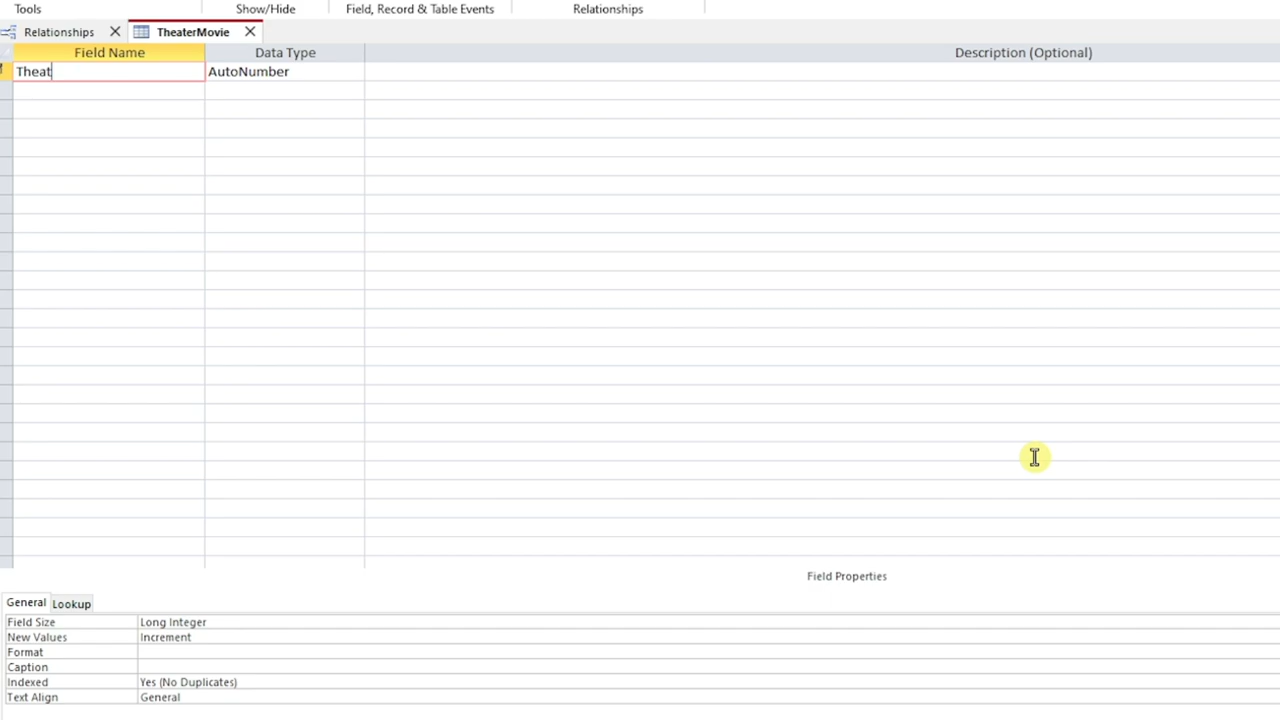 Tools Show/Hide Field, Record & Table Events Relationships
Relationships TheaterMovie
Field Name Data Type Description (Optional)
Theat AutoNumber
Field Properties
General Lookup
Field Size Long Integer
New Values Increment
Format
Caption
Indexed Yes (No Duplicates)
Text Align General